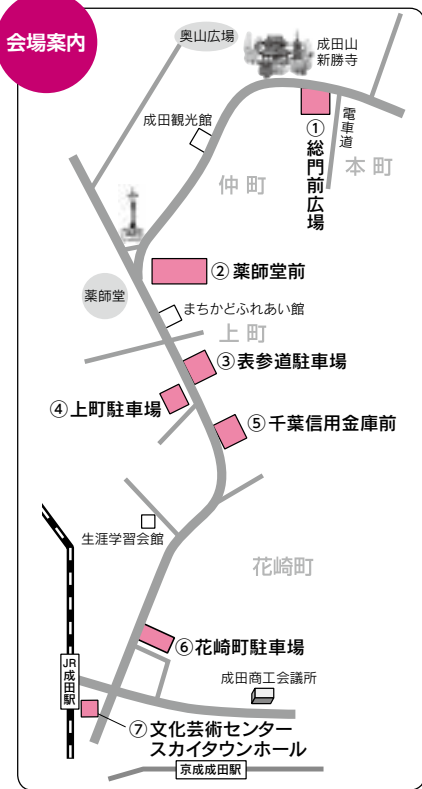 会場案内
奥山広場
成田山
新勝寺
成田観光館
①総門前広場
電車道
本町
仲町
②薬師堂前
薬師堂
まちかどふれあい館
上町
③表参道駐車場
④上町駐車場
⑤千葉信用金庫前
生涯学習会館
花崎町
⑥花崎町駐車場
JR成田駅
成田商工会議所
⑦文化芸術センター
スカイタウンホール
京成成田駅